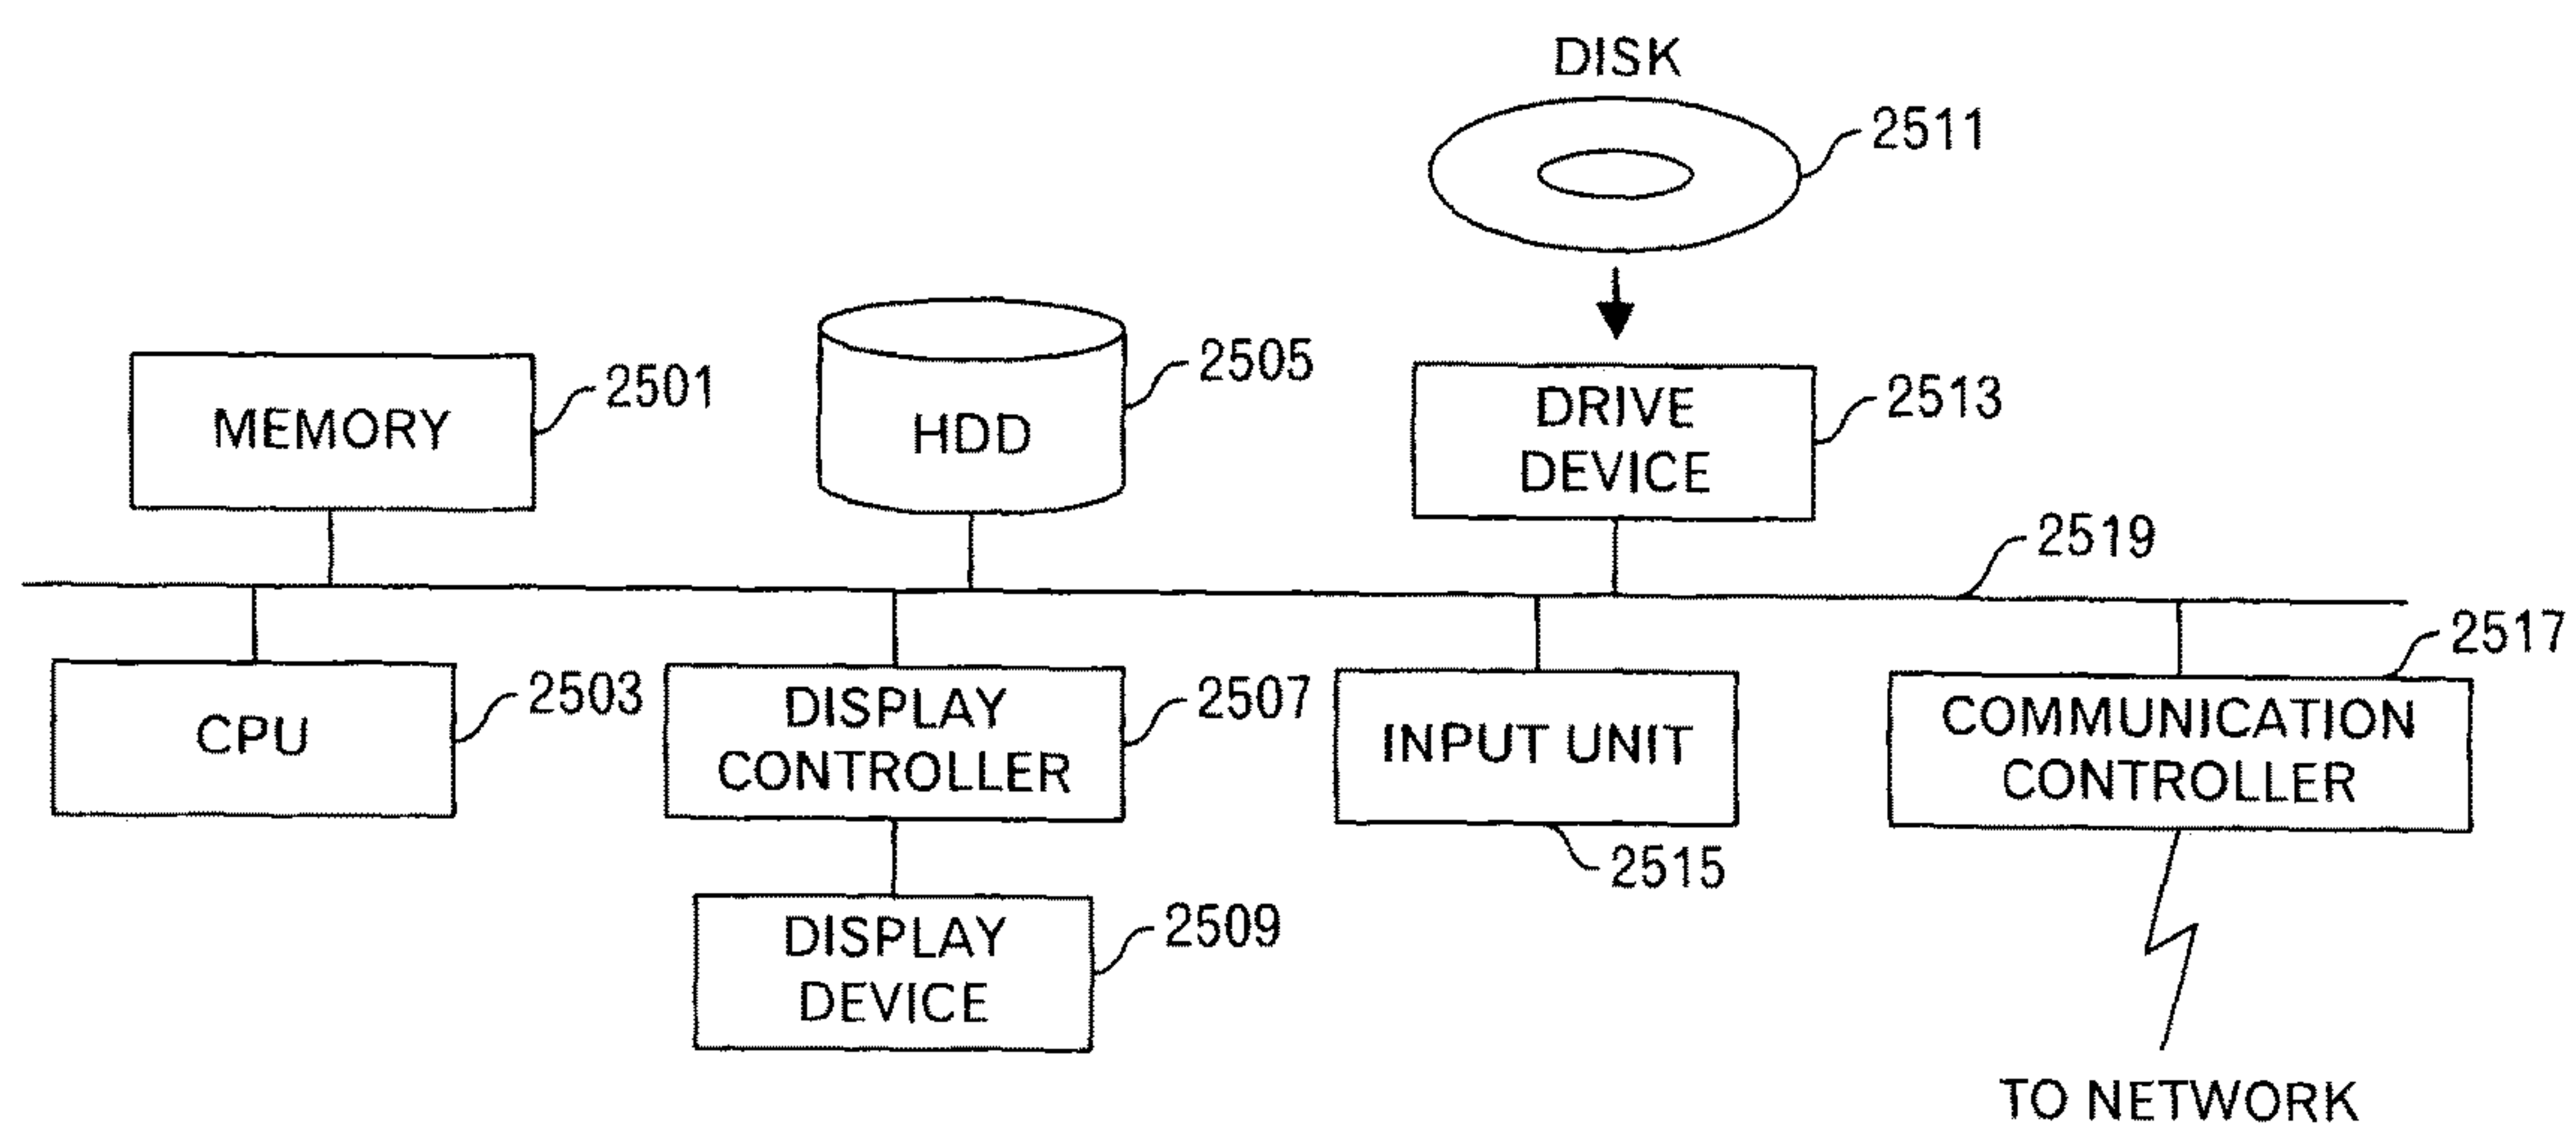 DISK
2511
2505
2501
2513
MEMORY
HDD
DRIVE
DEVICE
2519
2517
2503
2507
CPU
DISPLAY
CONTROLLER
INPUT UNIT
COMMUNICATION
CONTROLLER
2515
2509
DISPLAY
DEVICE
TO NETWORK